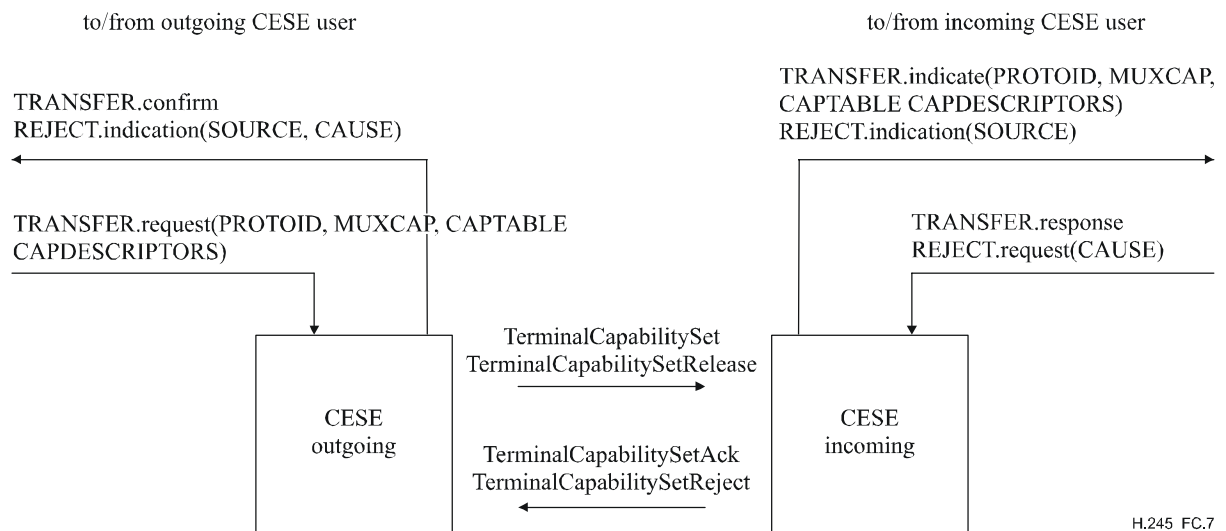 to/from outgoing CESE user
to/from incoming CESE user
TRANSFER.confirm
REJECT.indication(SOURCE, CAUSE)
TRANSFER.indicate(PROTOID, MUXCAP,
CAPTABLE CAPDESCRIPTORS)
REJECT.indication(SOURCE)
TRANSFER.request(PROTOID, MUXCAP, CAPTABLE
CAPDESCRIPTORS)
TRANSFER.response
REJECT.request(CAUSE)
TerminalCapabilitySet
TerminalCapabilitySetRelease
CESE
outgoing
CESE
incoming
TerminalCapabilitySetAck
TerminalCapabilitySetReject
H.245_FC.7